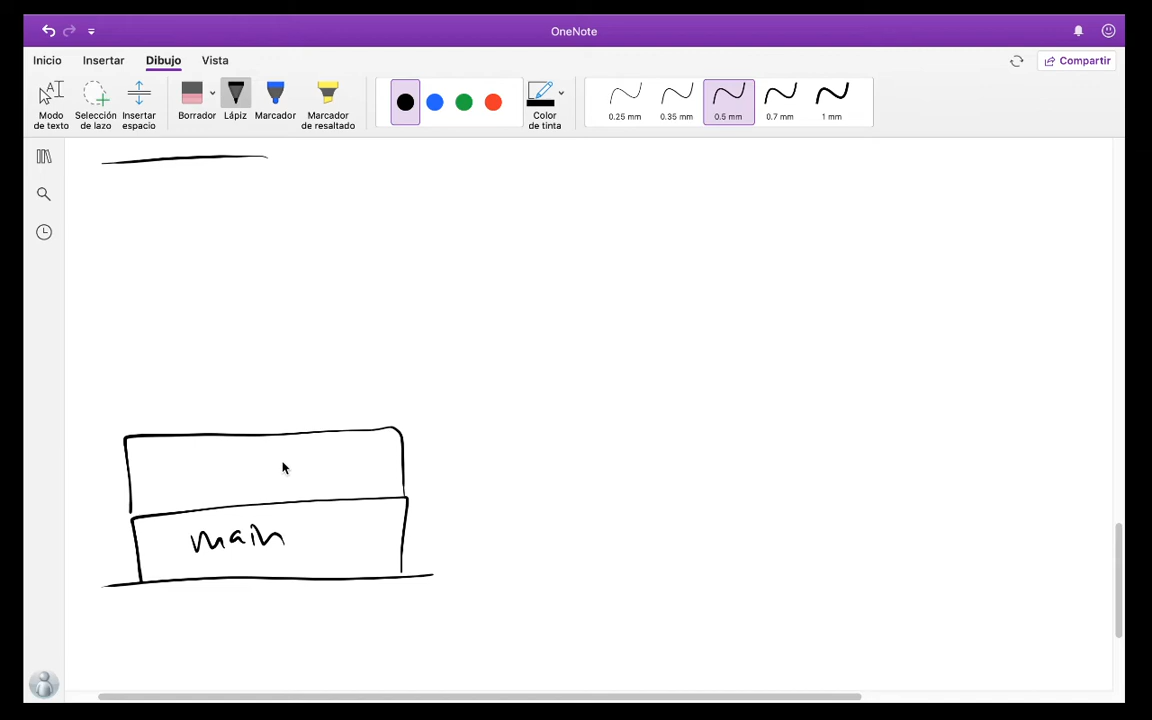 OneNote
Inicio Insertar Dibujo Vista
Compartir
Modo de texto
Selección de lazo
Insertar espacio
Borrador
Lápiz
Marcador
Marcador de resaltado
Color de tinta
0.25 mm
0.35 mm
0.5 mm
0.7 mm
1 mm
main